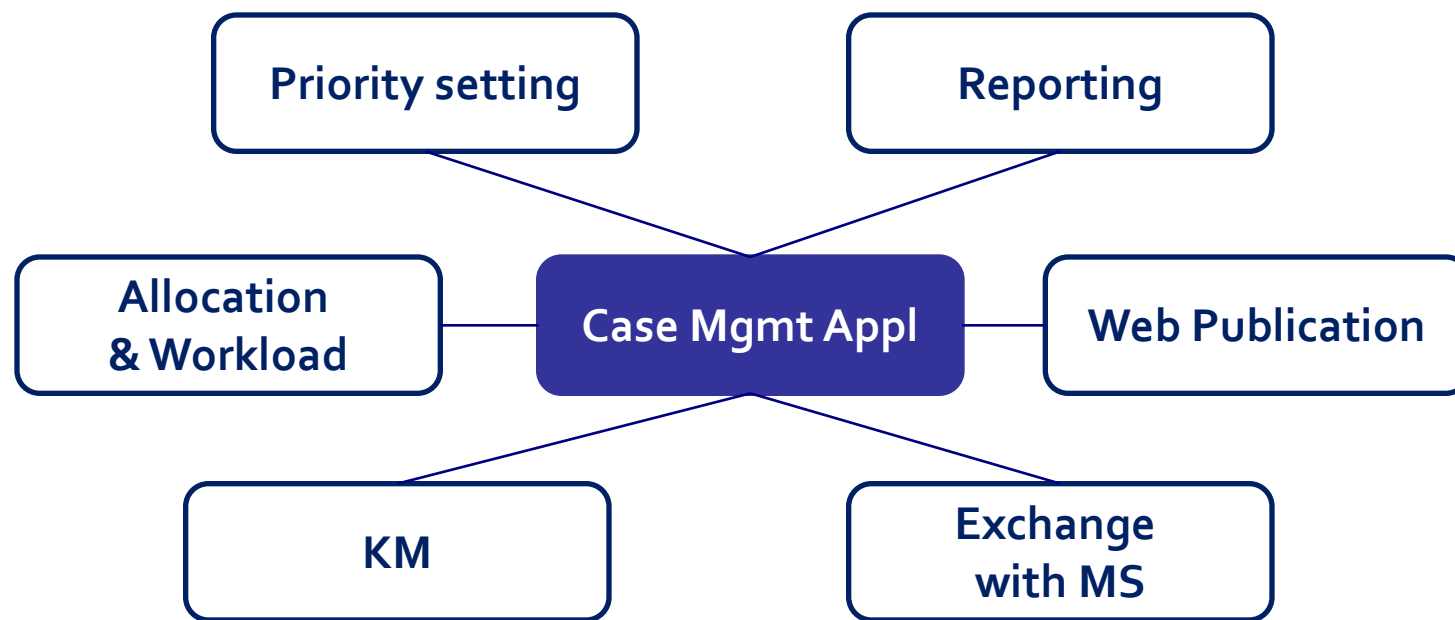 Priority setting
Reporting
Allocation
& Workload
Case Mgmt Appl
Web Publication
KM
Exchange
with MS